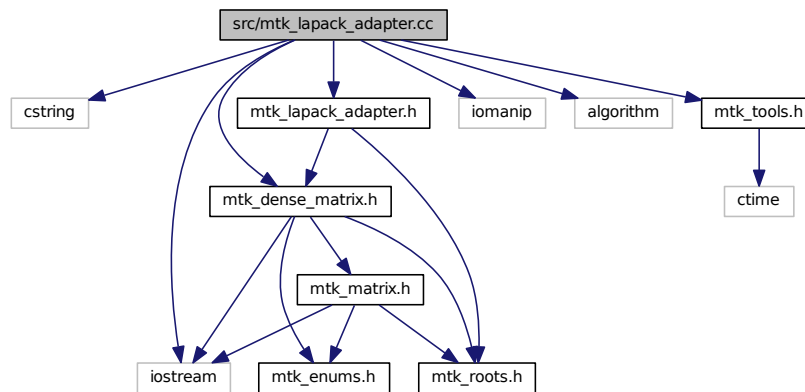 src/mtk_lapack_adapter.cc
cstring
mtk_lapack_adapter.h
iomanip
algorithm
mtk_tools.h
mtk_dense_matrix.h
ctime
mtk_matrix.h
iostream
mtk_enums.h
mtk_roots.h